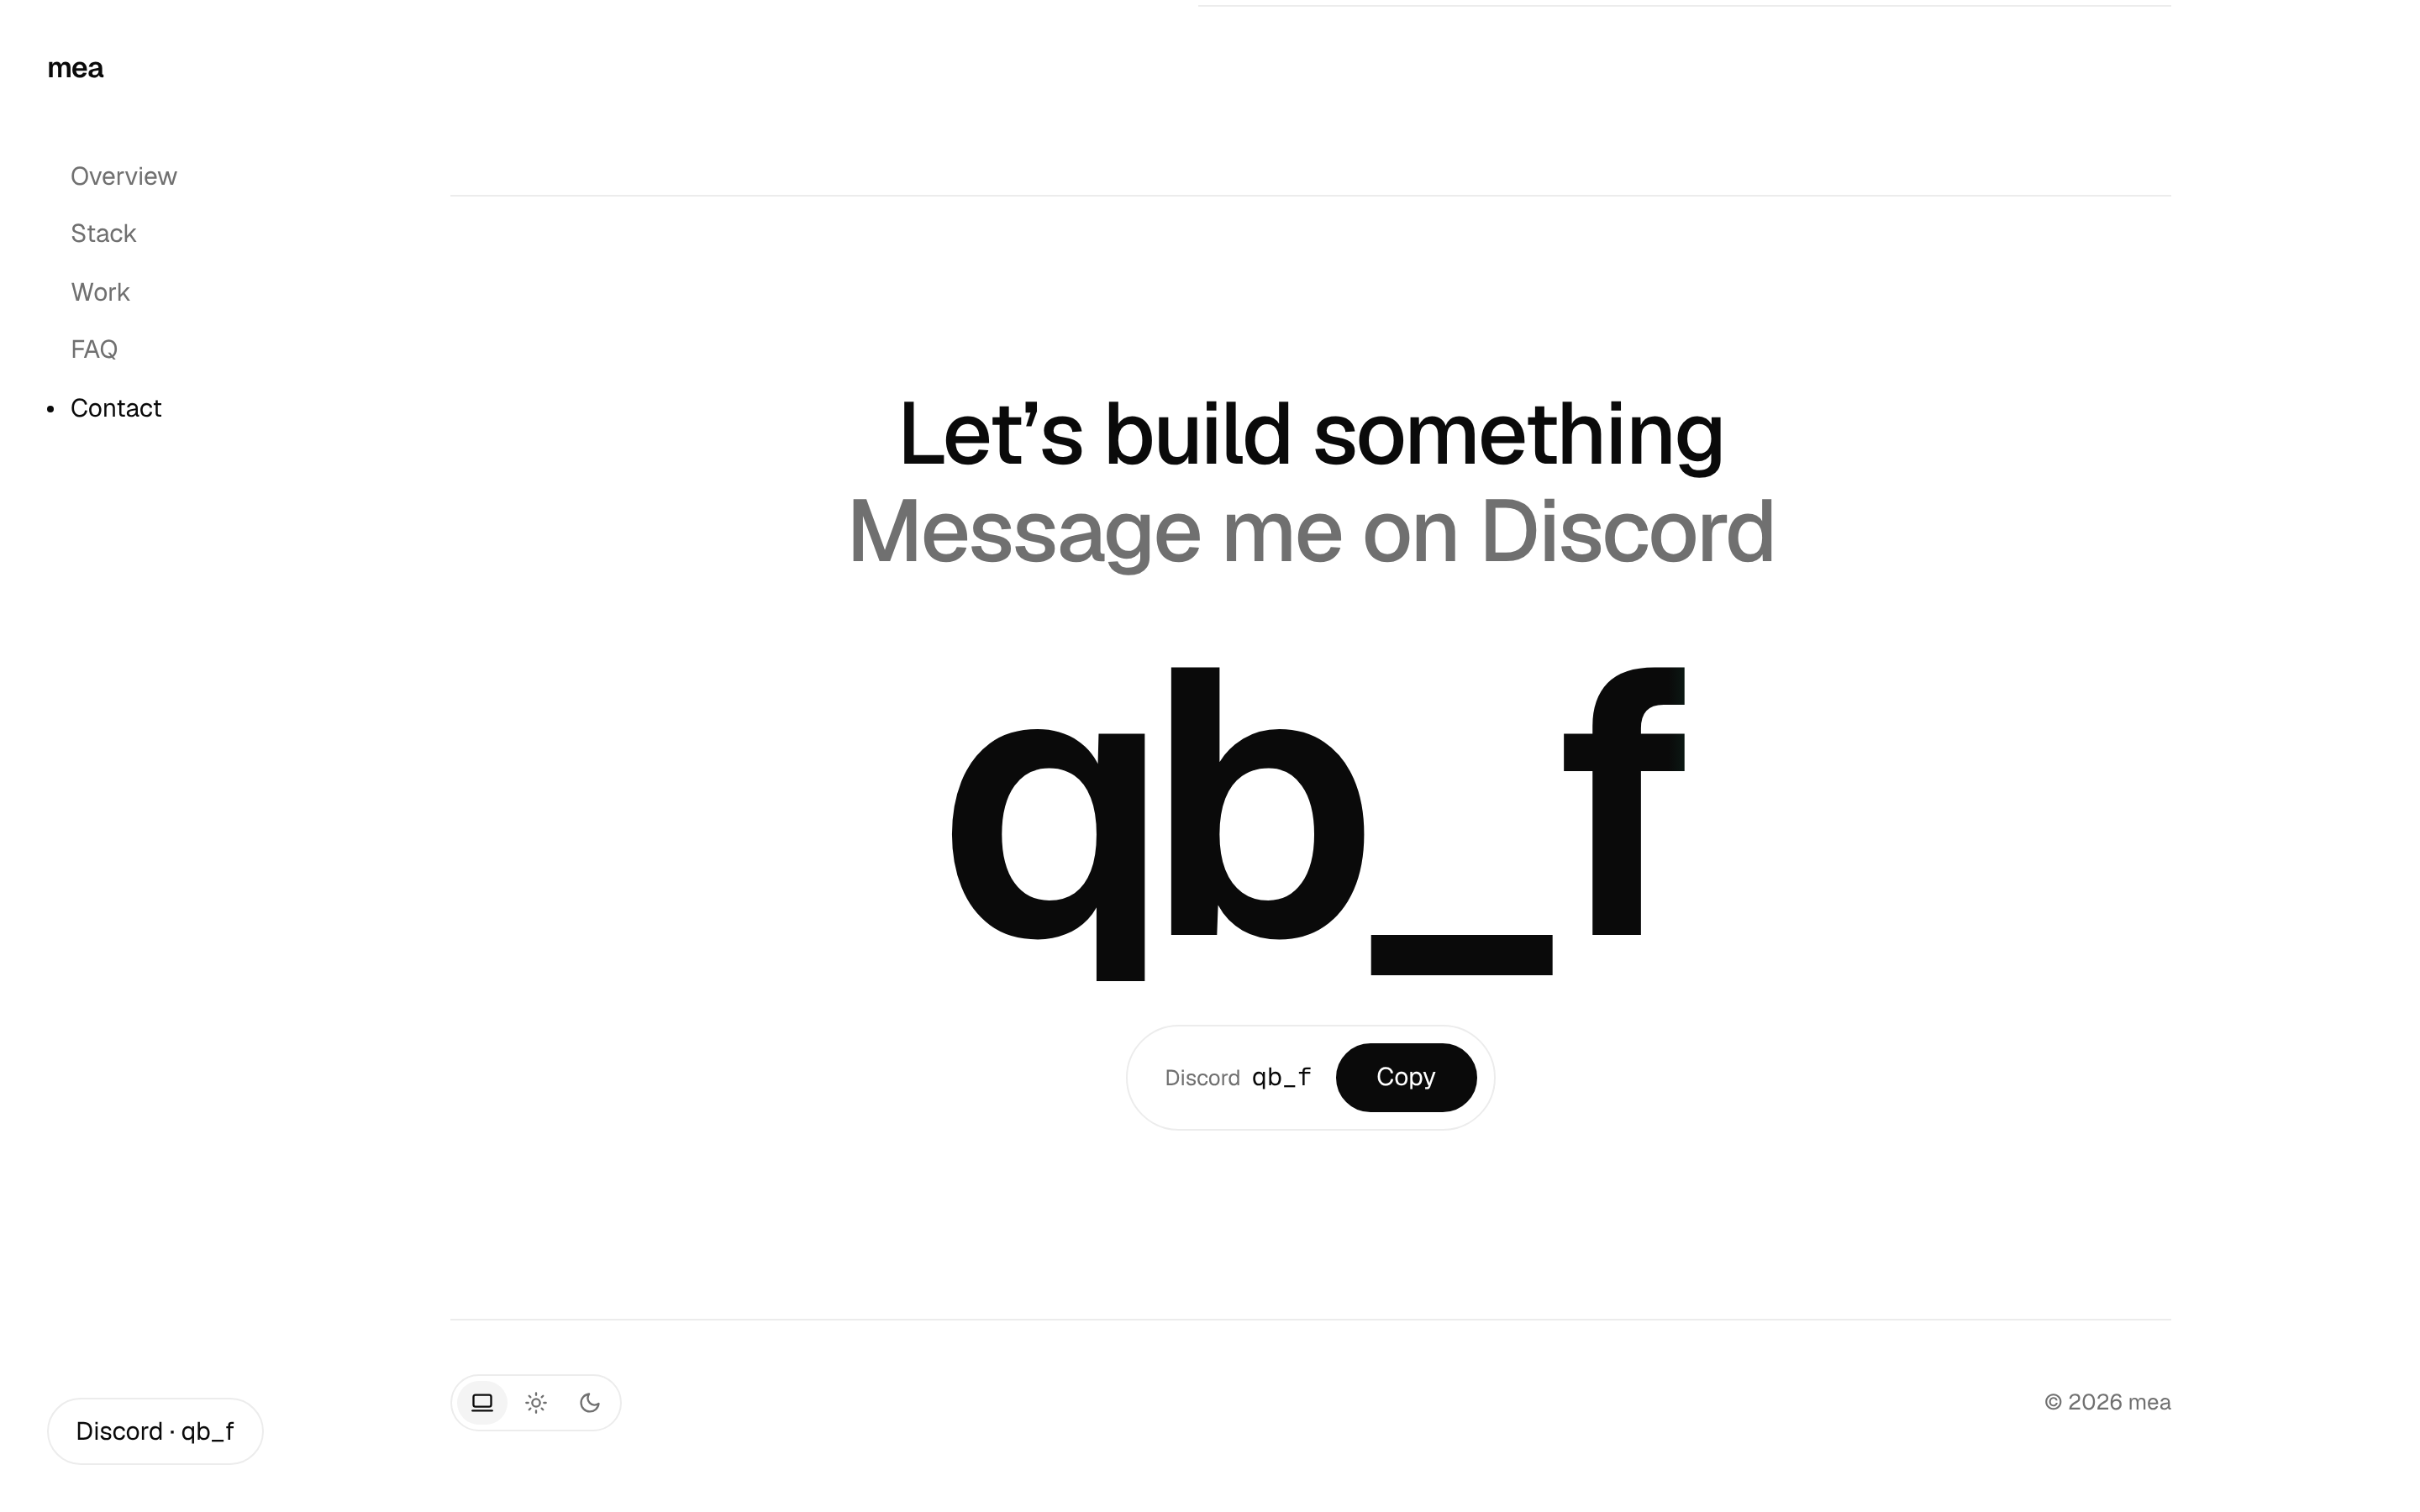 mea
Overview
Stack
Work
FAQ
Contact
Let’s build something
Message me on Discord
qb_f
Discord qb_f Copy
Discord · qb_f
© 2026 mea